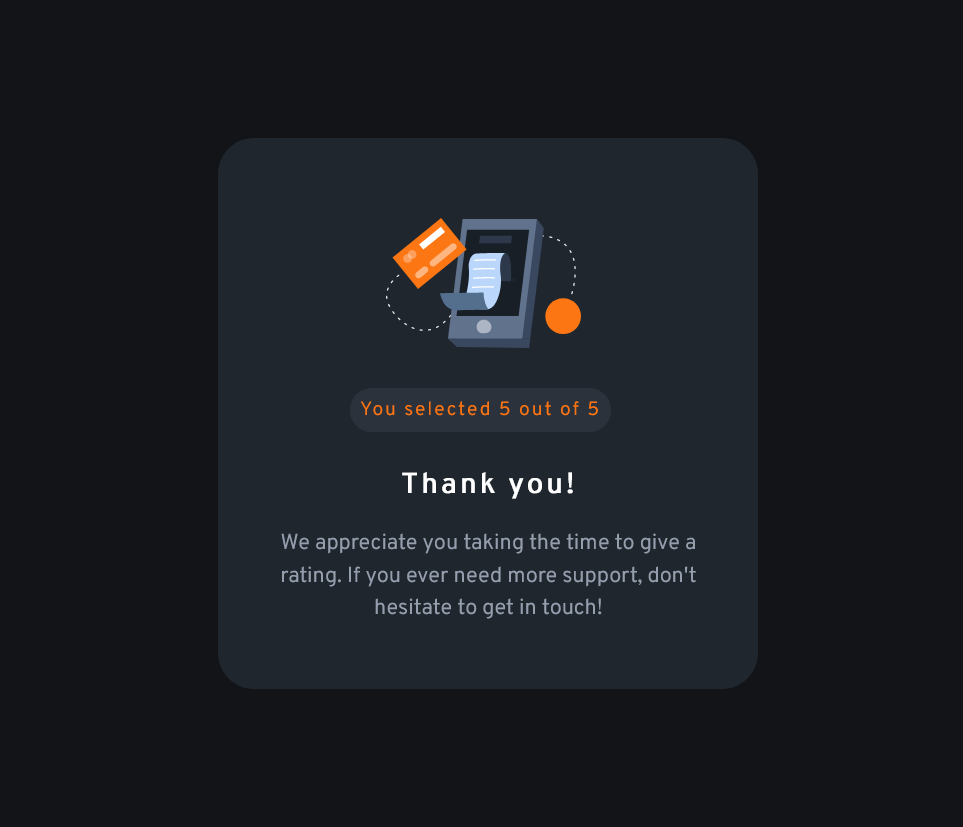 You selected 5 out of 5
Thank you!
We appreciate you taking the time to give a
rating. If you ever need more support, don't
hesitate to get in touch!